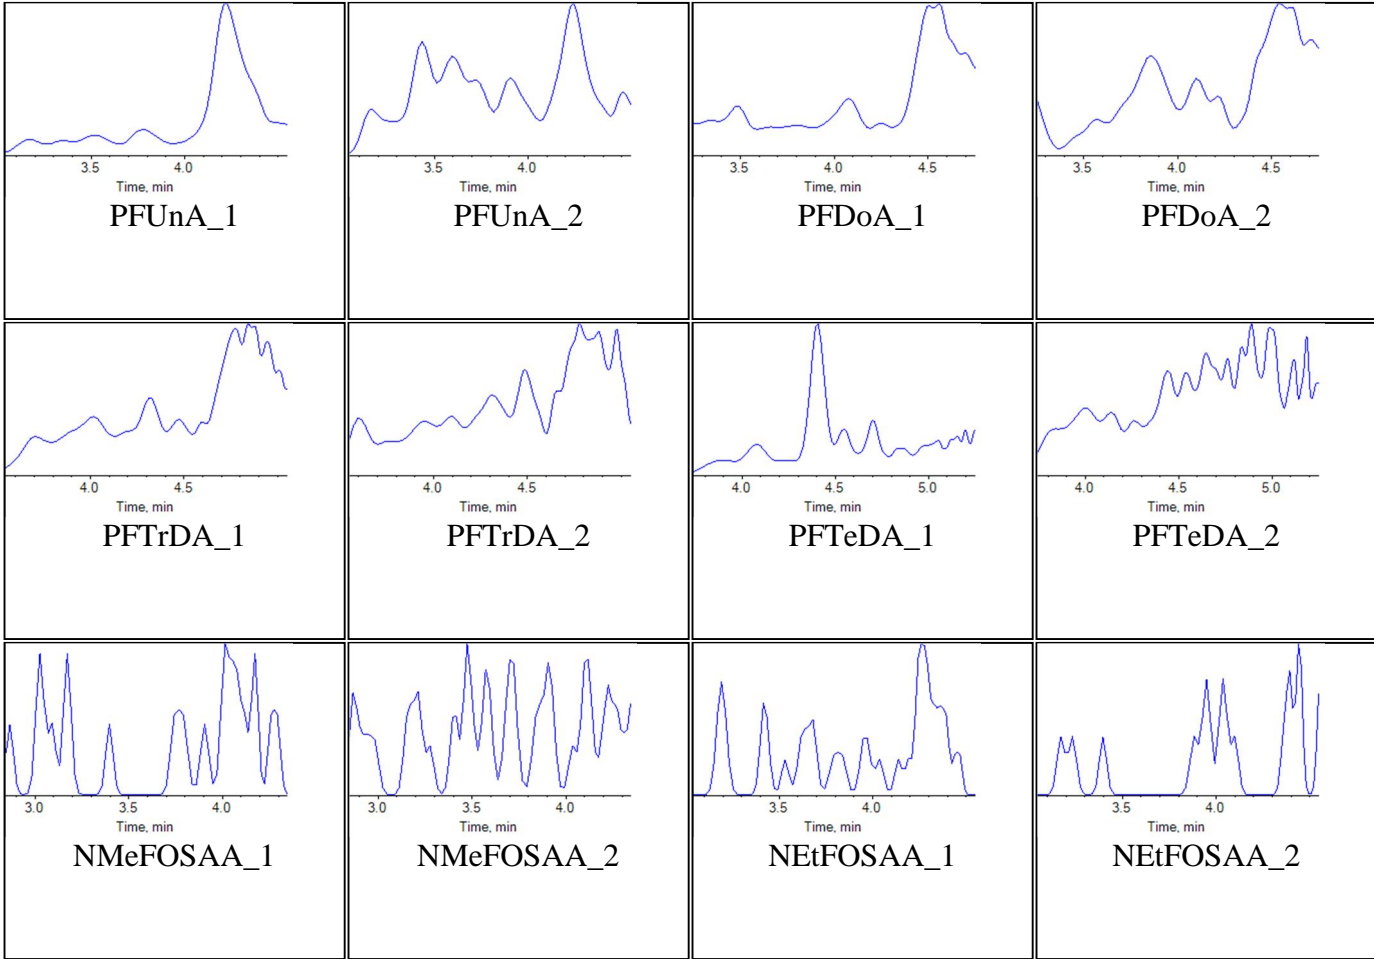 3.5 4.0
Time, min
PFUnA_1
3.5 4.0
Time, min
PFUnA_2
3.5 4.0 4.5
Time, min
PFDoA_1
3.5 4.0 4.5
Time, min
PFDoA_2
4.0 4.5
Time, min
PFTrDA_1
4.0 4.5
Time, min
PFTrDA_2
4.0 4.5 5.0
Time, min
PFTeDA_1
4.0 4.5 5.0
Time, min
PFTeDA_2
3.0 3.5 4.0
Time, min
NMeFOSAA_1
3.0 3.5 4.0
Time, min
NMeFOSAA_2
3.5 4.0
Time, min
NEtFOSAA_1
3.5 4.0
Time, min
NEtFOSAA_2